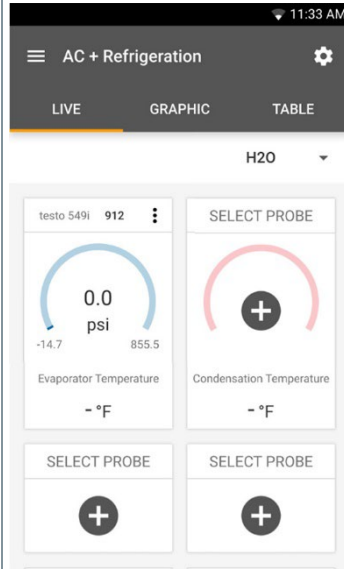 11:33 AM
AC + Refrigeration
LIVE GRAPHIC TABLE
H2O
testo 549i 912
SELECT PROBE
0.0
psi
-14.7 855.5
Evaporator Temperature
Condensation Temperature
- °F
- °F
SELECT PROBE
SELECT PROBE